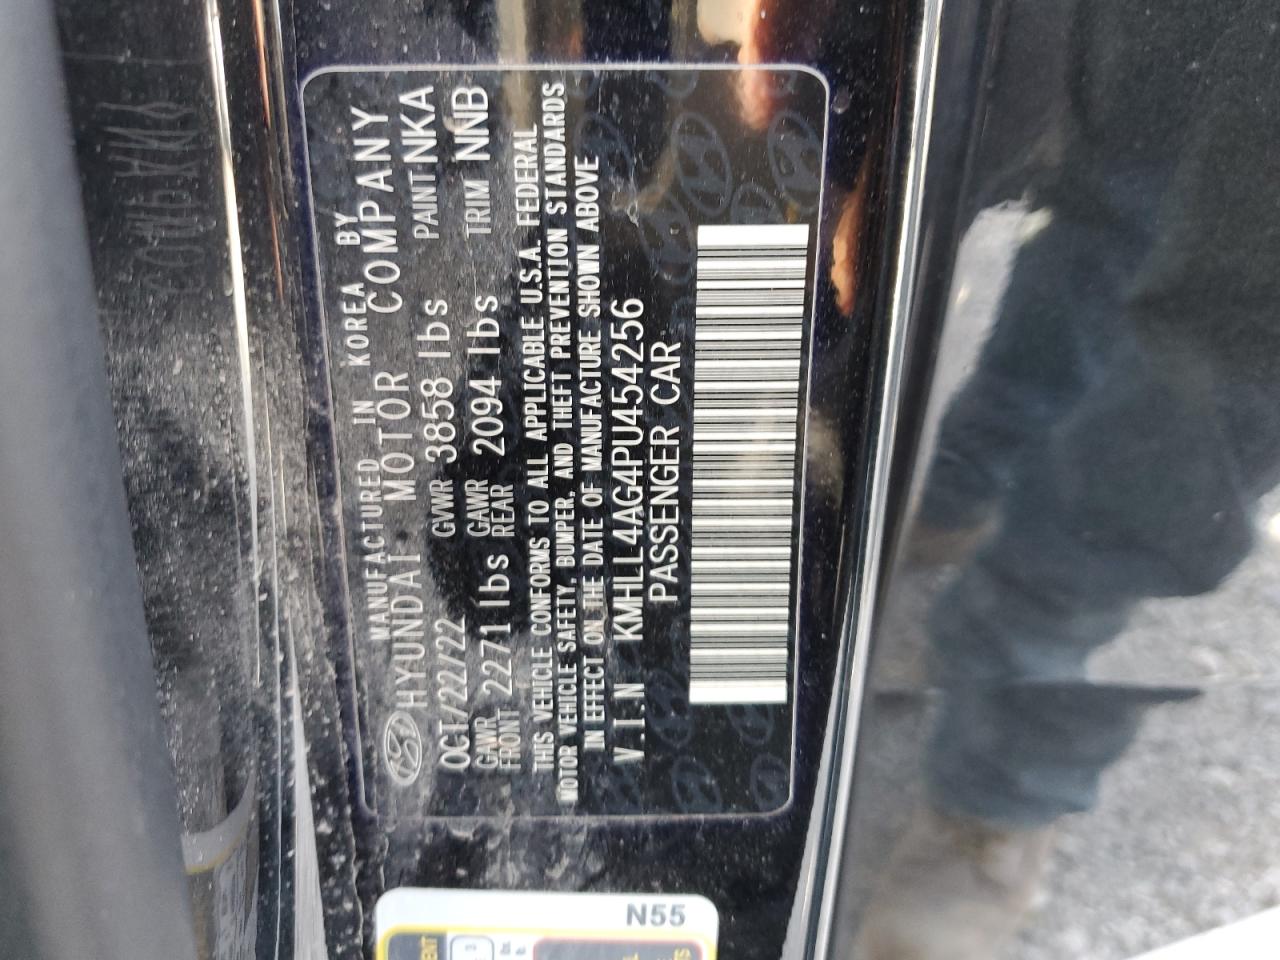 MANUFACTURED IN KOREA BY
HYUNDAI MOTOR COMPANY
OCT/22/22 GVWR 3858 lbs PAINT NKA
GAWR FRONT 2271 lbs GAWR REAR 2094 lbs TRIM NNB
THIS VEHICLE CONFORMS TO ALL APPLICABLE U.S.A. FEDERAL
MOTOR VEHICLE SAFETY, BUMPER, AND THEFT PREVENTION STANDARDS
IN EFFECT ON THE DATE OF MANUFACTURE SHOWN ABOVE
V.I.N KMHLL4AG4PU454256
PASSENGER CAR
N55